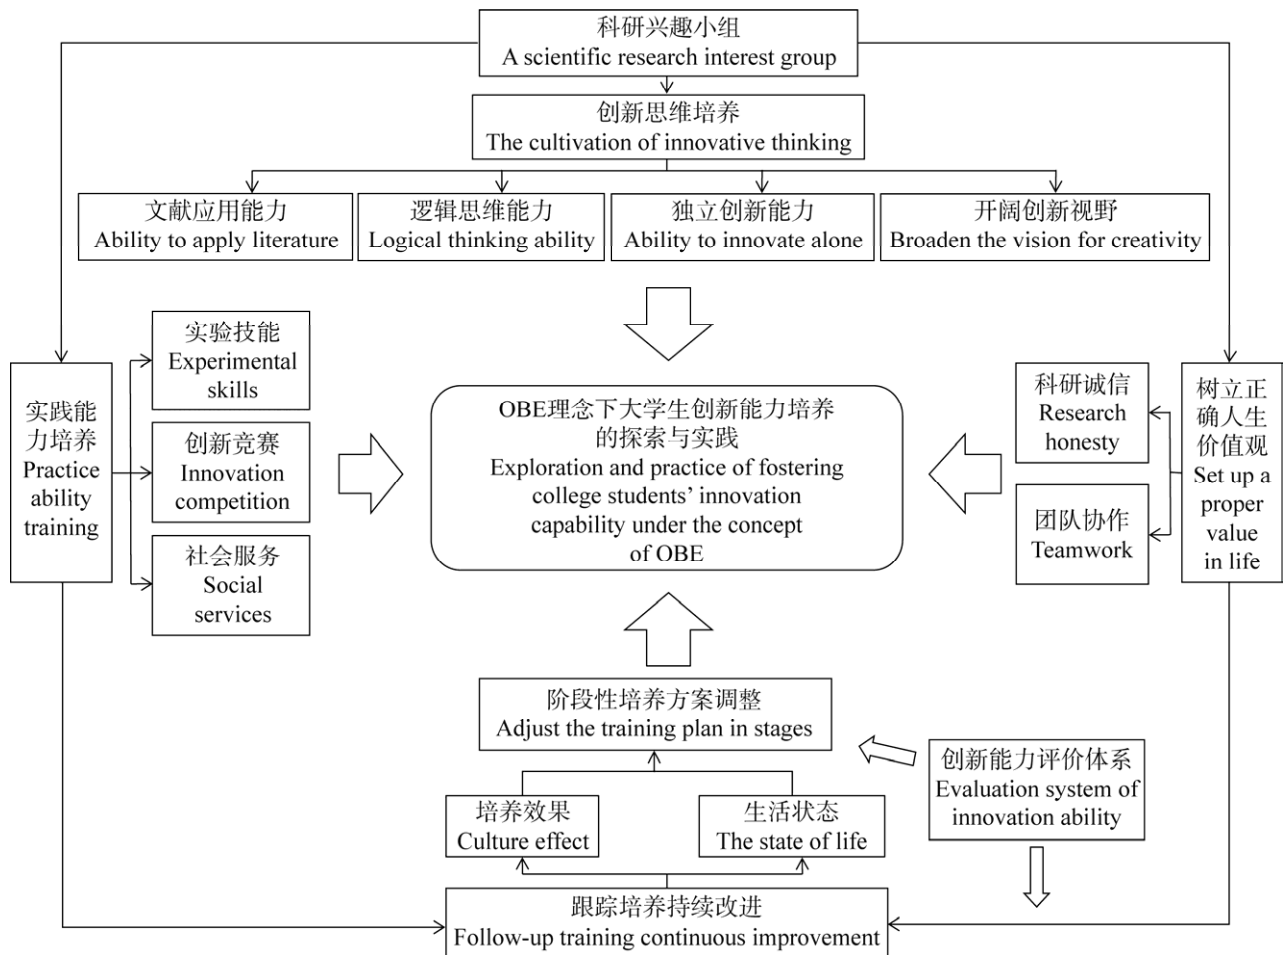 科研兴趣小组
A scientific research interest group
创新思维培养
The cultivation of innovative thinking
文献应用能力
Ability to apply literature
逻辑思维能力
Logical thinking ability
独立创新能力
Ability to innovate alone
开阔创新视野
Broaden the vision for creativity
实践能
力培养
Practice
ability
training
实验技能
Experimental
skills
创新竞赛
Innovation
competition
社会服务
Social
services
OBE理念下大学生创新能力培养
的探索与实践
Exploration and practice of fostering
college students’ innovation
capability under the concept
of OBE
科研诚信
Research
honesty
团队协作
Teamwork
树立正
确人生
价值观
Set up a
proper
value
in life
阶段性培养方案调整
Adjust the training plan in stages
创新能力评价体系
Evaluation system of
innovation ability
培养效果
Culture effect
生活状态
The state of life
跟踪培养持续改进
Follow-up training continuous improvement